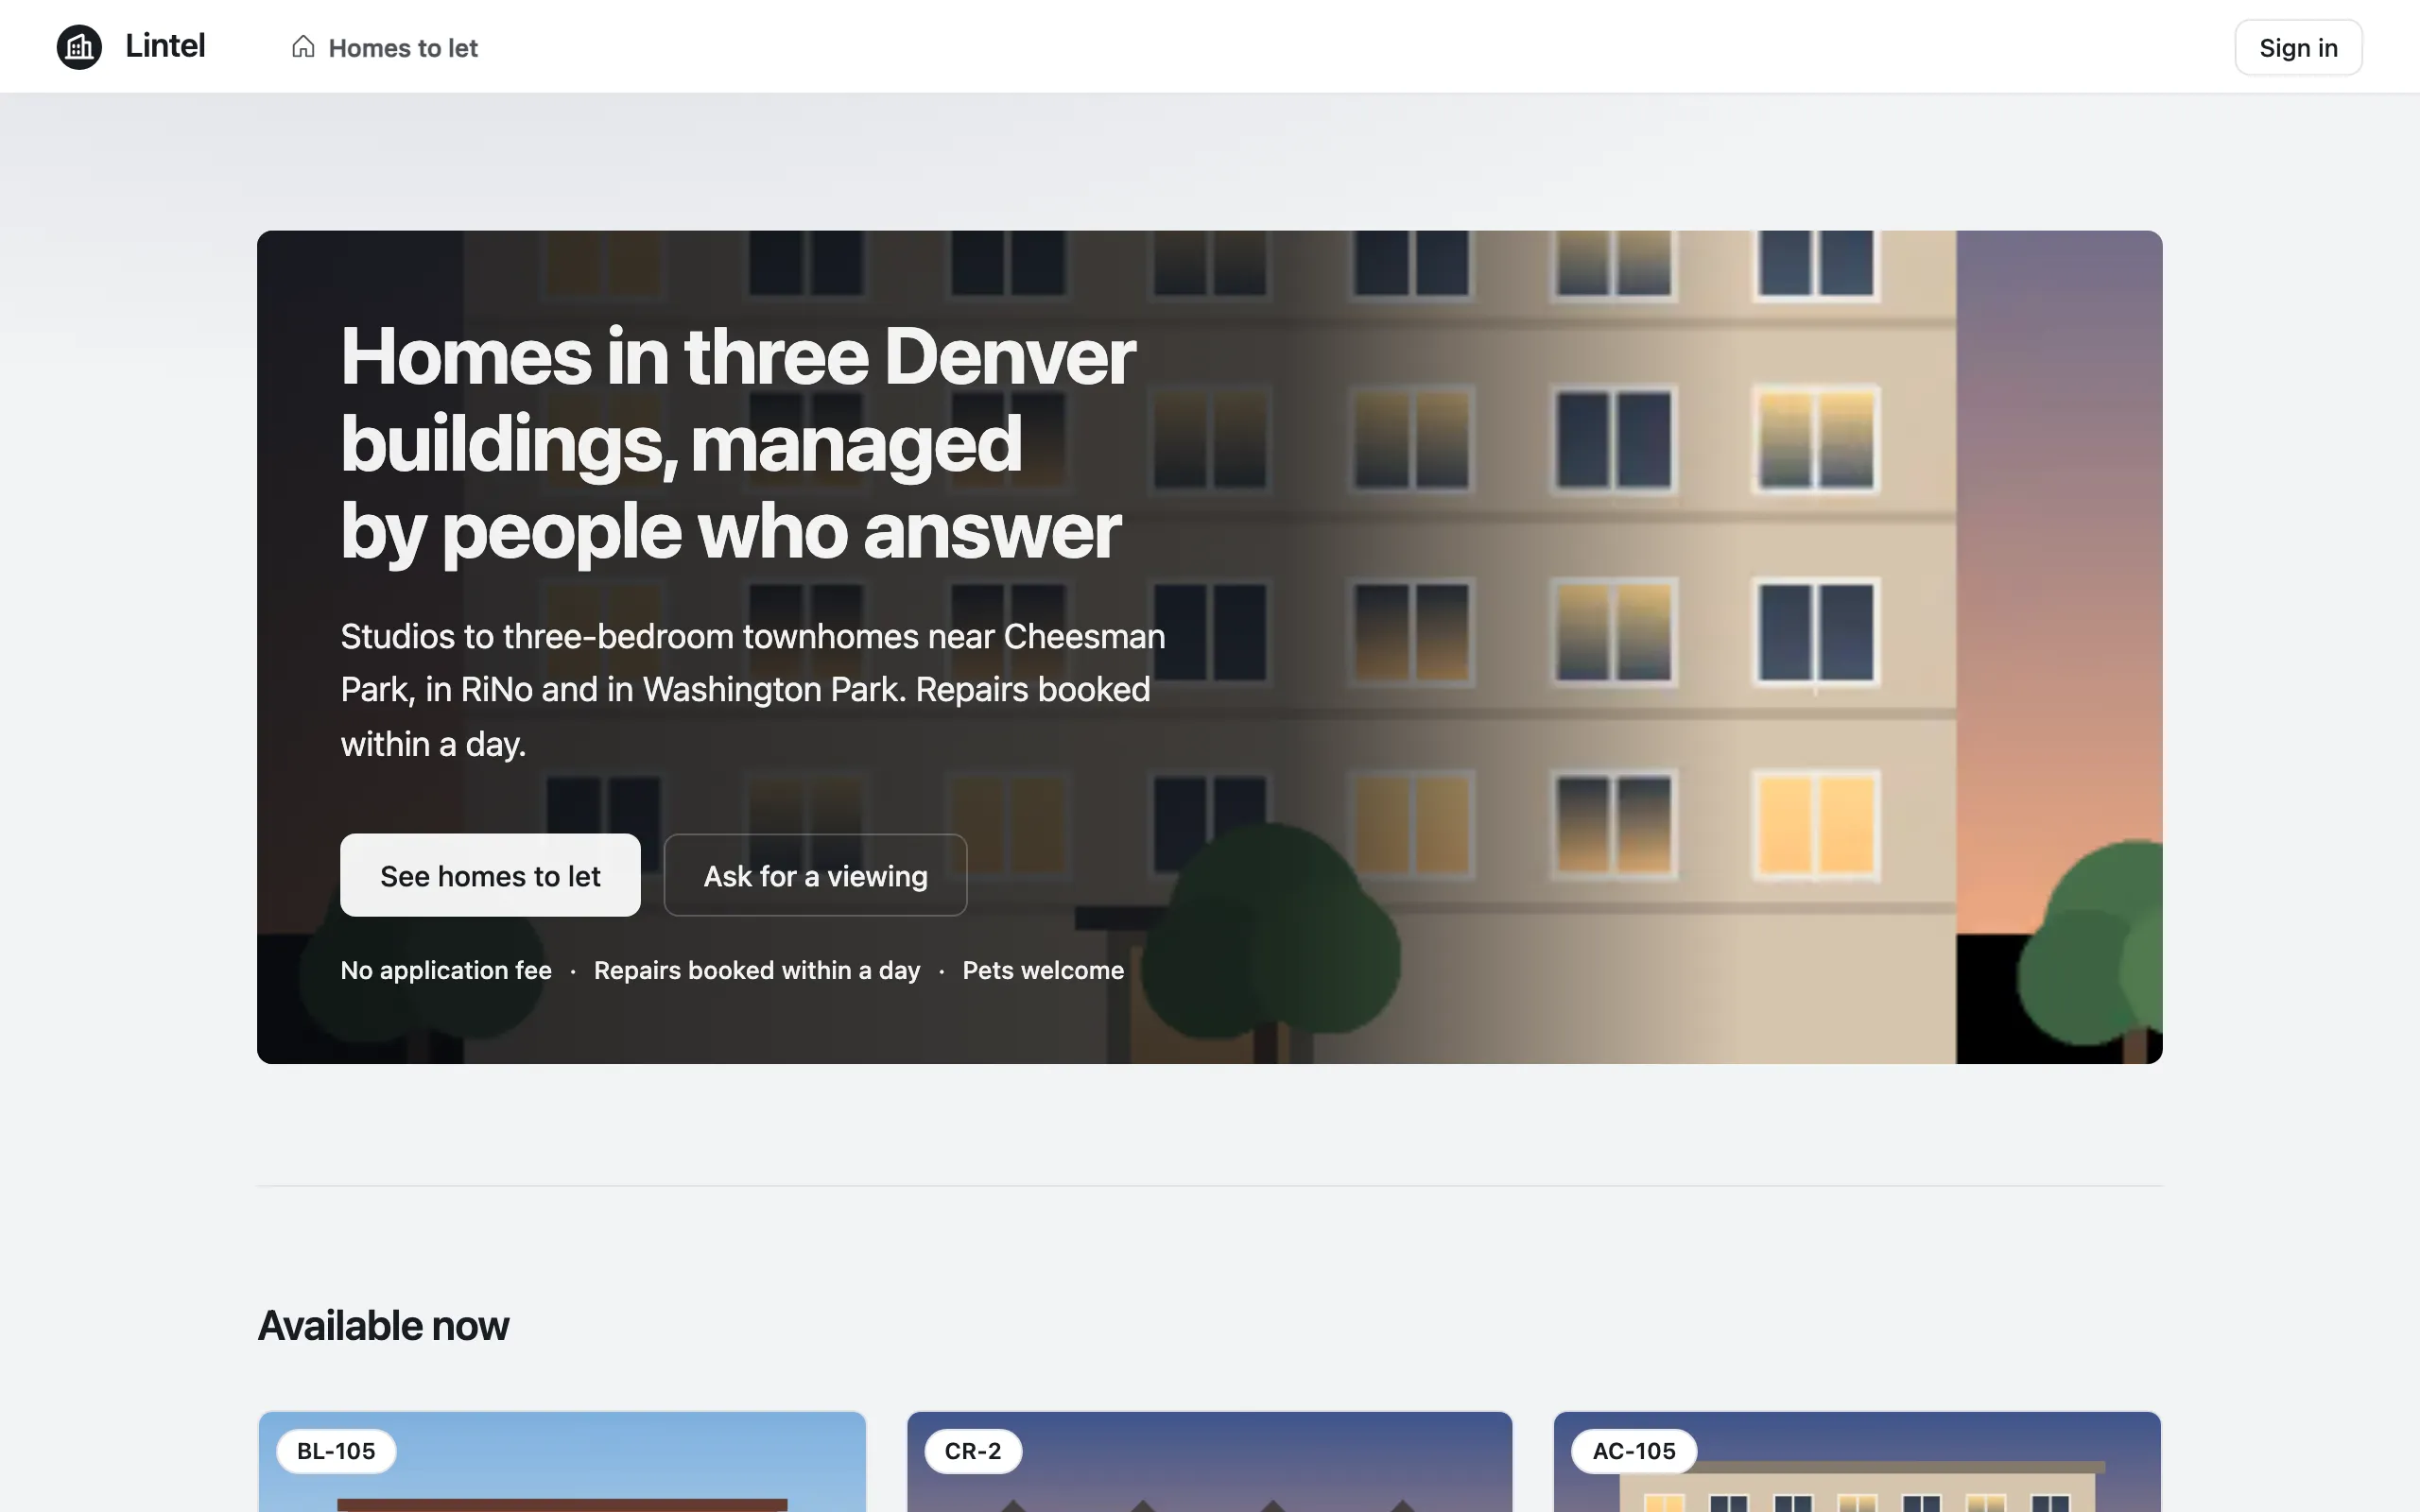 Lintel
Homes to let
Sign in
Homes in three Denver
buildings, managed
by people who answer
Studios to three-bedroom townhomes near Cheesman
Park, in RiNo and in Washington Park. Repairs booked
within a day.
See homes to let
Ask for a viewing
No application fee · Repairs booked within a day · Pets welcome
Available now
BL-105
CR-2
AC-105